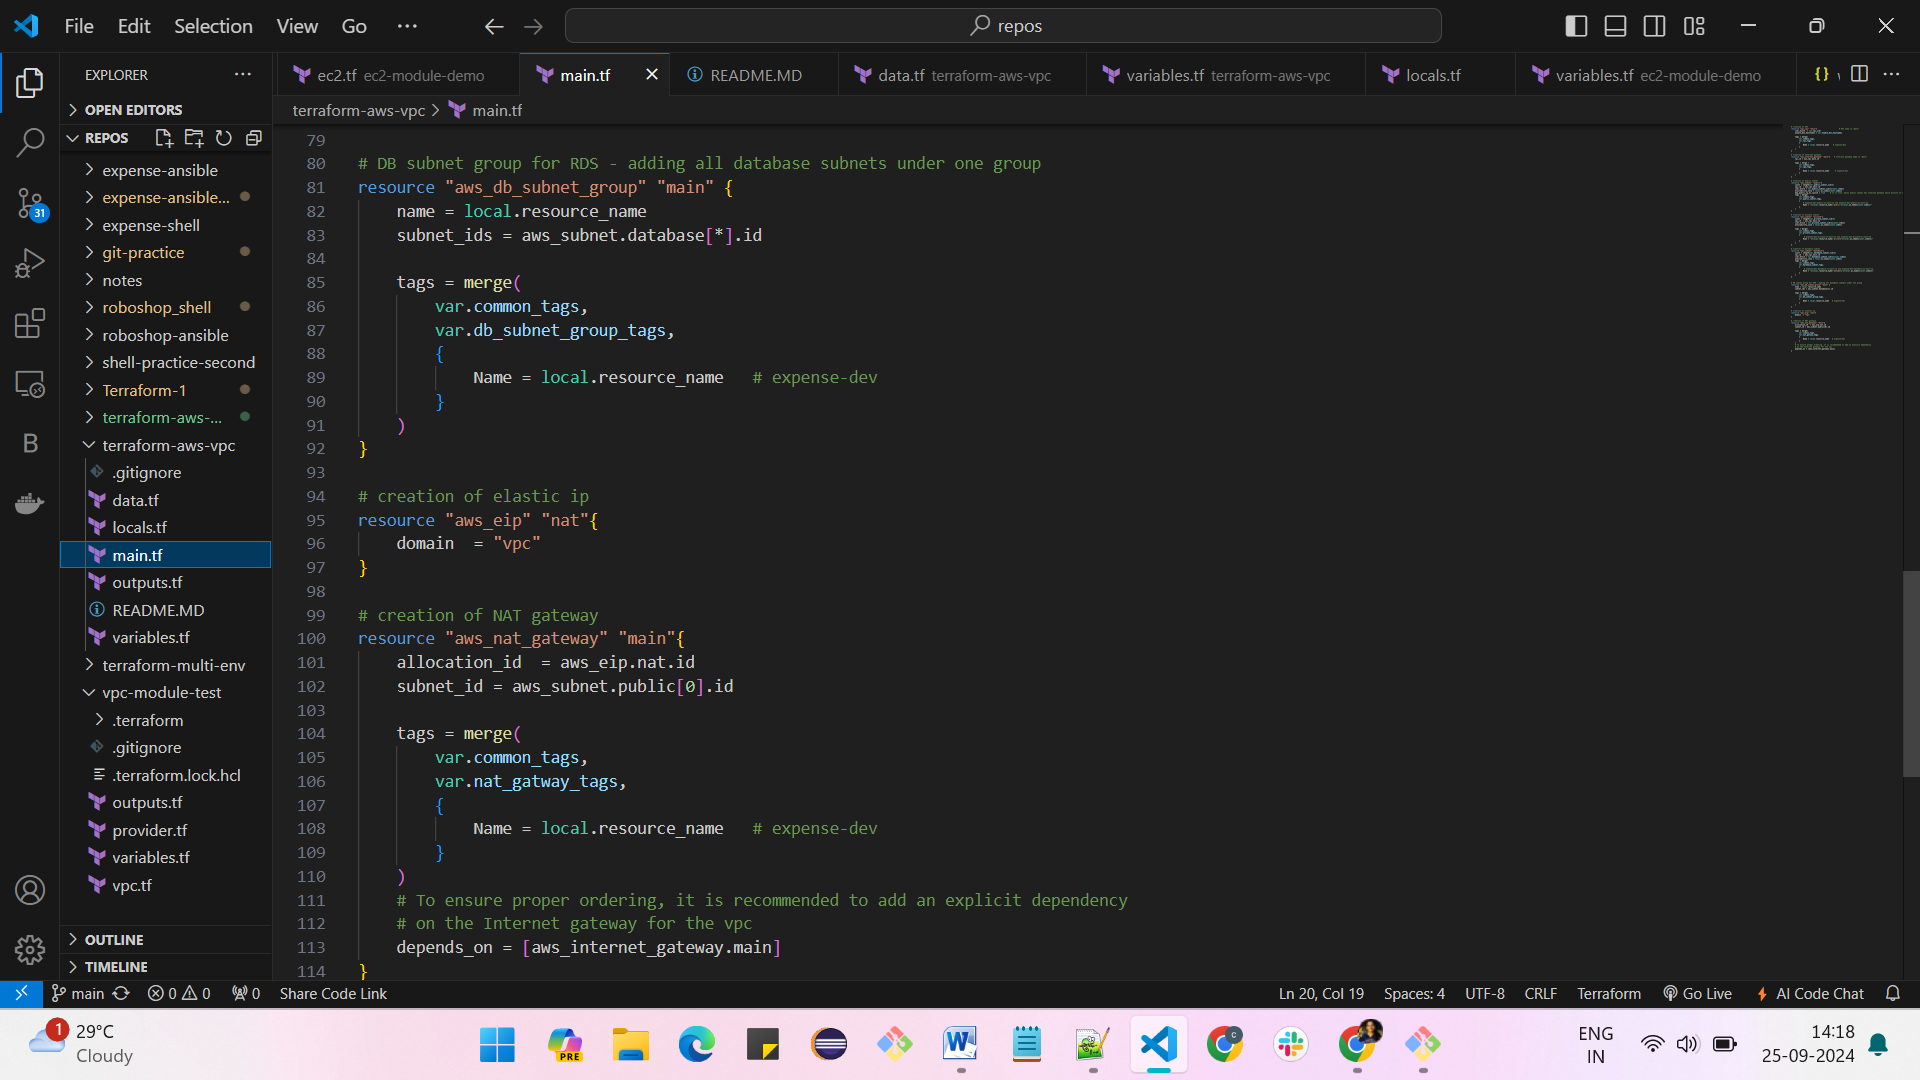 File Edit Selection View Go ···
repos
EXPLORER ···
ec2.tf ec2-module-demo
main.tf
README.MD
data.tf terraform-aws-vpc
variables.tf terraform-aws-vpc
locals.tf
variables.tf ec2-module-demo
{} ···
terraform-aws-vpc > main.tf
OPEN EDITORS
REPOS
expense-ansible
expense-ansible...
expense-shell
git-practice
notes
roboshop_shell
roboshop-ansible
shell-practice-second
Terraform-1
terraform-aws-...
terraform-aws-vpc
.gitignore
data.tf
locals.tf
main.tf
outputs.tf
README.MD
variables.tf
terraform-multi-env
vpc-module-test
.terraform
.gitignore
.terraform.lock.hcl
outputs.tf
provider.tf
variables.tf
vpc.tf
OUTLINE
TIMELINE
31
B
79
80 # DB subnet group for RDS - adding all database subnets under one group
81 resource "aws_db_subnet_group" "main" {
82 name = local.resource_name
83 subnet_ids = aws_subnet.database[*].id
84
85 tags = merge(
86 var.common_tags,
87 var.db_subnet_group_tags,
88 {
89 Name = local.resource_name # expense-dev
90 }
91 )
92 }
93
94 # creation of elastic ip
95 resource "aws_eip" "nat"{
96 domain = "vpc"
97 }
98
99 # creation of NAT gateway
100 resource "aws_nat_gateway" "main"{
101 allocation_id = aws_eip.nat.id
102 subnet_id = aws_subnet.public[0].id
103
104 tags = merge(
105 var.common_tags,
106 var.nat_gatway_tags,
107 {
108 Name = local.resource_name # expense-dev
109 }
110 )
111 # To ensure proper ordering, it is recommended to add an explicit dependency
112 # on the Internet gateway for the vpc
113 depends_on = [aws_internet_gateway.main]
114 }
main 0 0 0 Share Code Link
Ln 20, Col 19 Spaces: 4 UTF-8 CRLF Terraform Go Live AI Code Chat
1
29°C
Cloudy
PRE
ENG
IN
14:18
25-09-2024